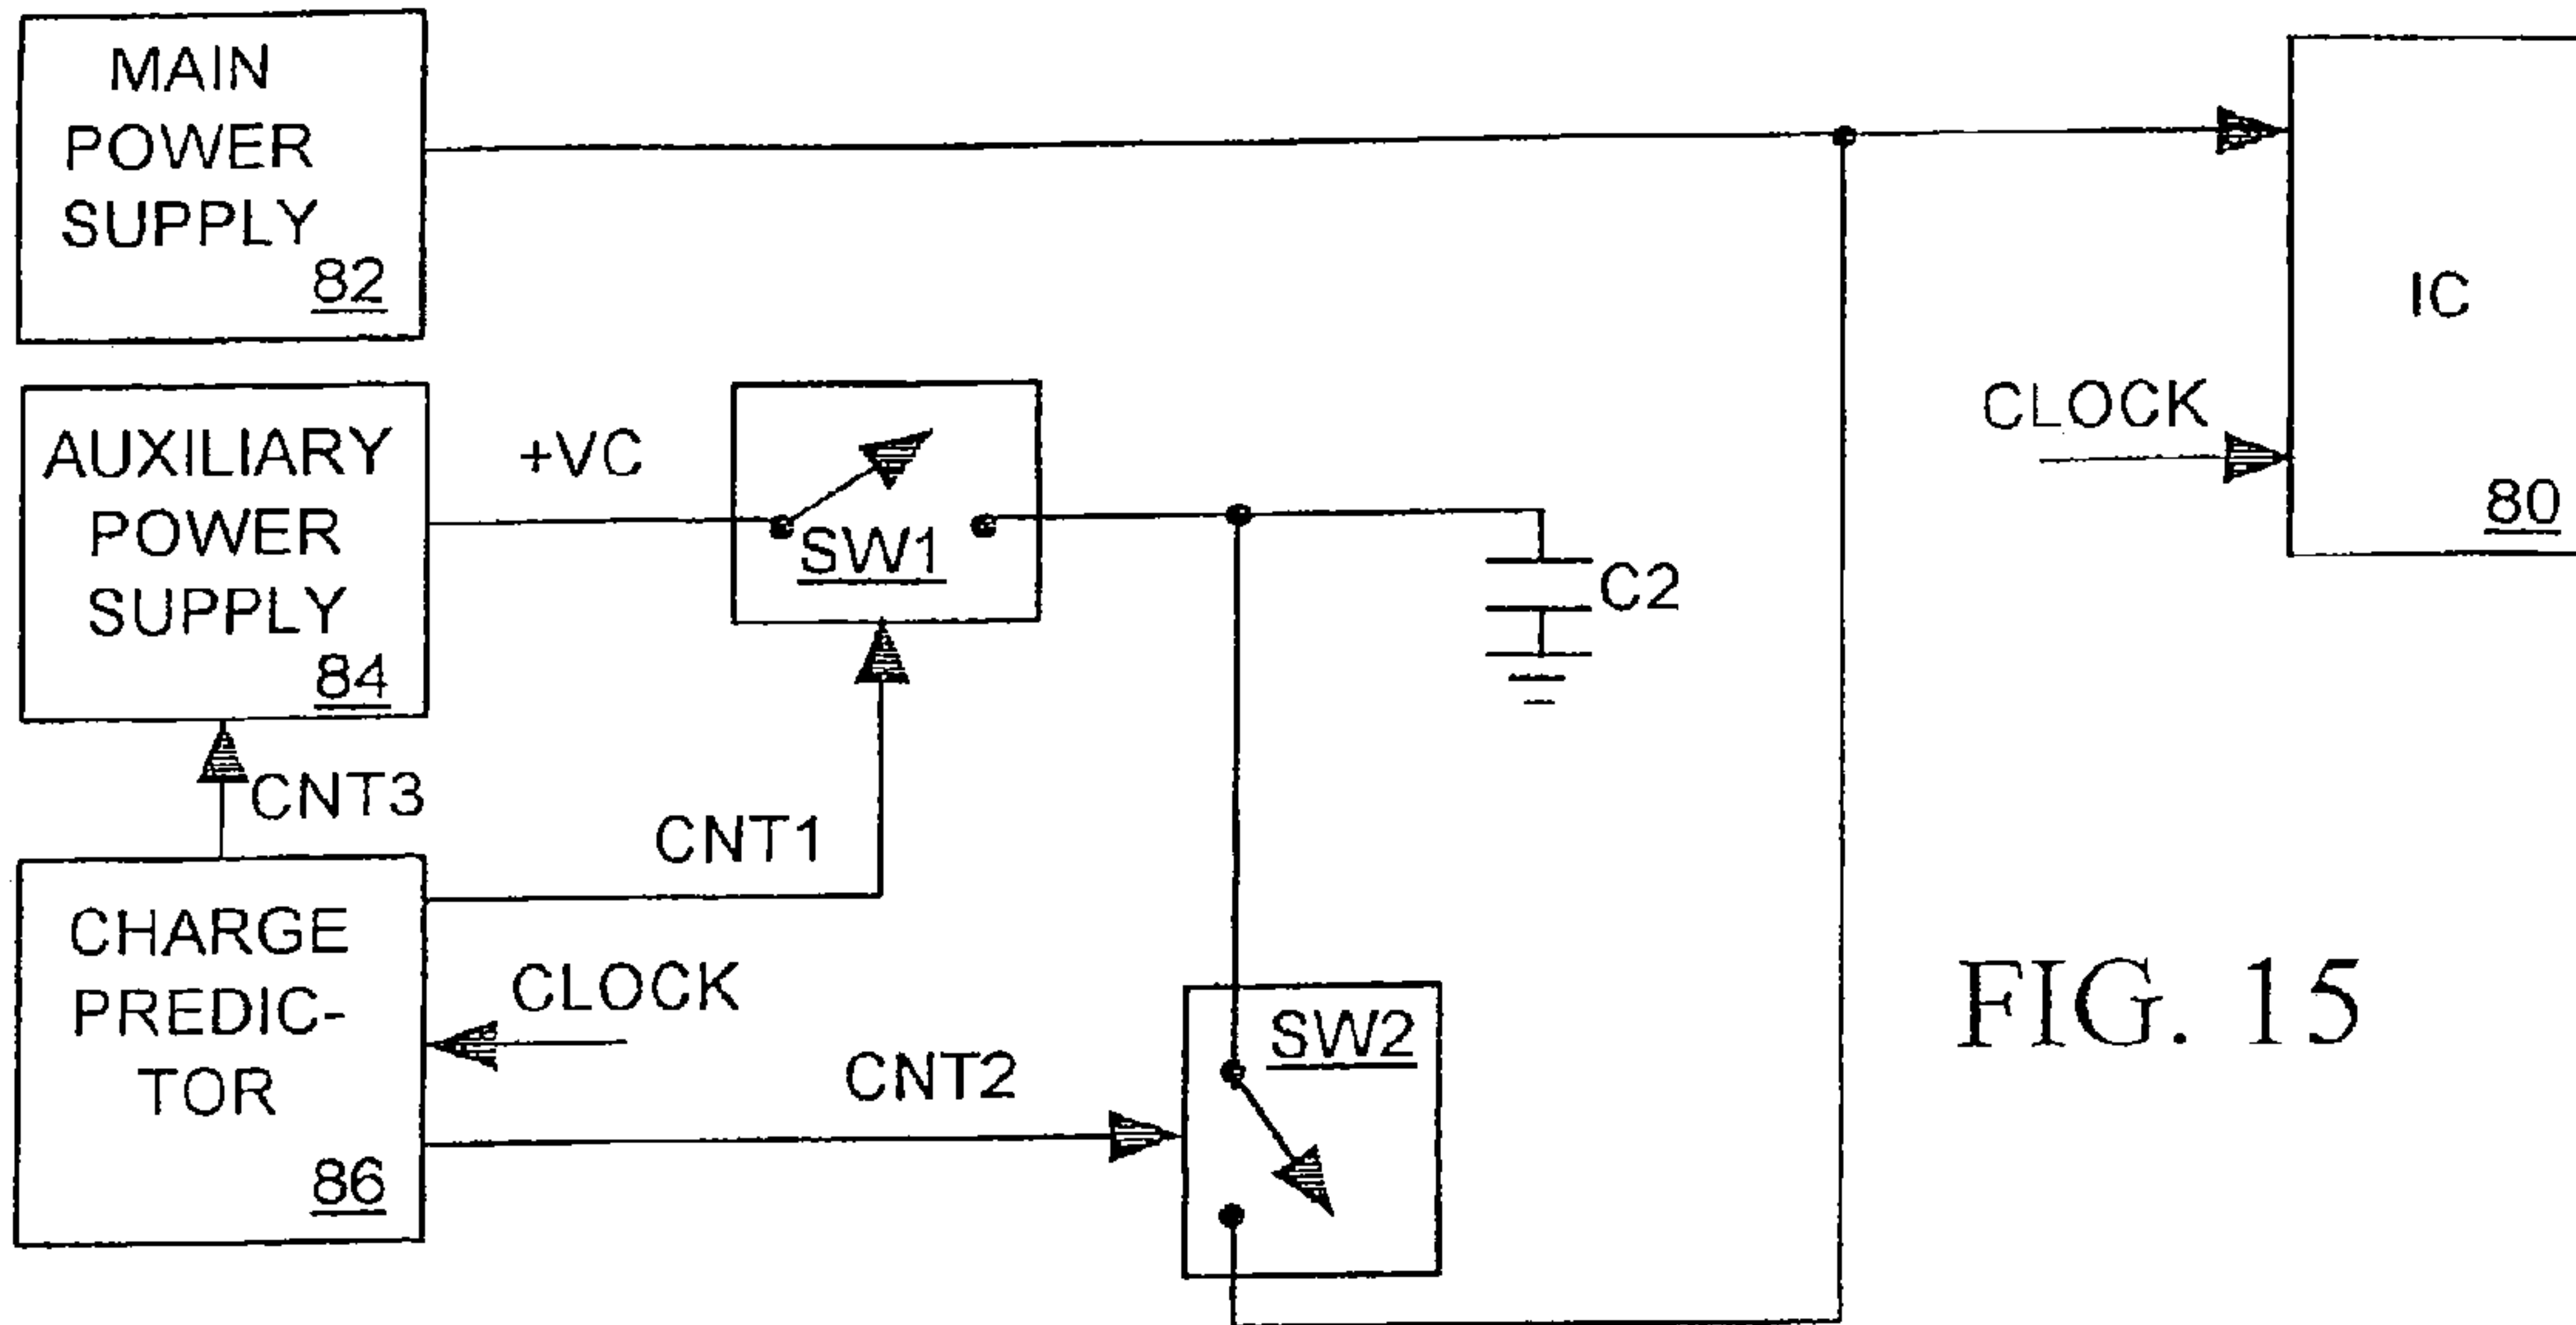 MAIN
POWER
SUPPLY
82
IC
CLOCK
80
AUXILIARY
POWER
SUPPLY
84
+VC
SW1
C2
CNT3
CNT1
CHARGE
PREDIC-
TOR
86
CLOCK
CNT2
SW2
FIG. 15